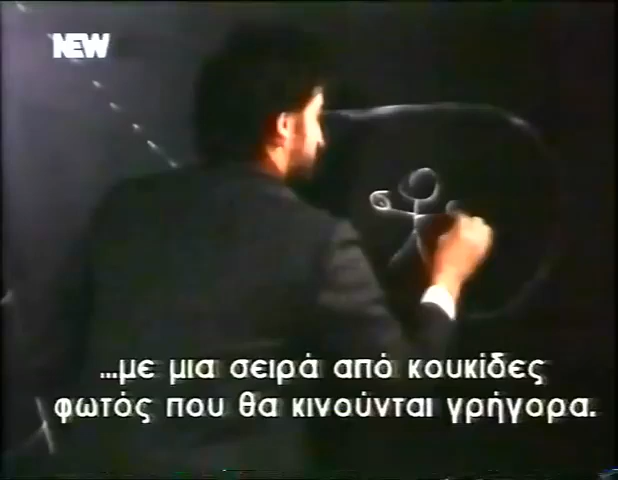 NEW
...με μια σειρά από κουκίδες
φωτός που θα κινούνται γρήγορα.